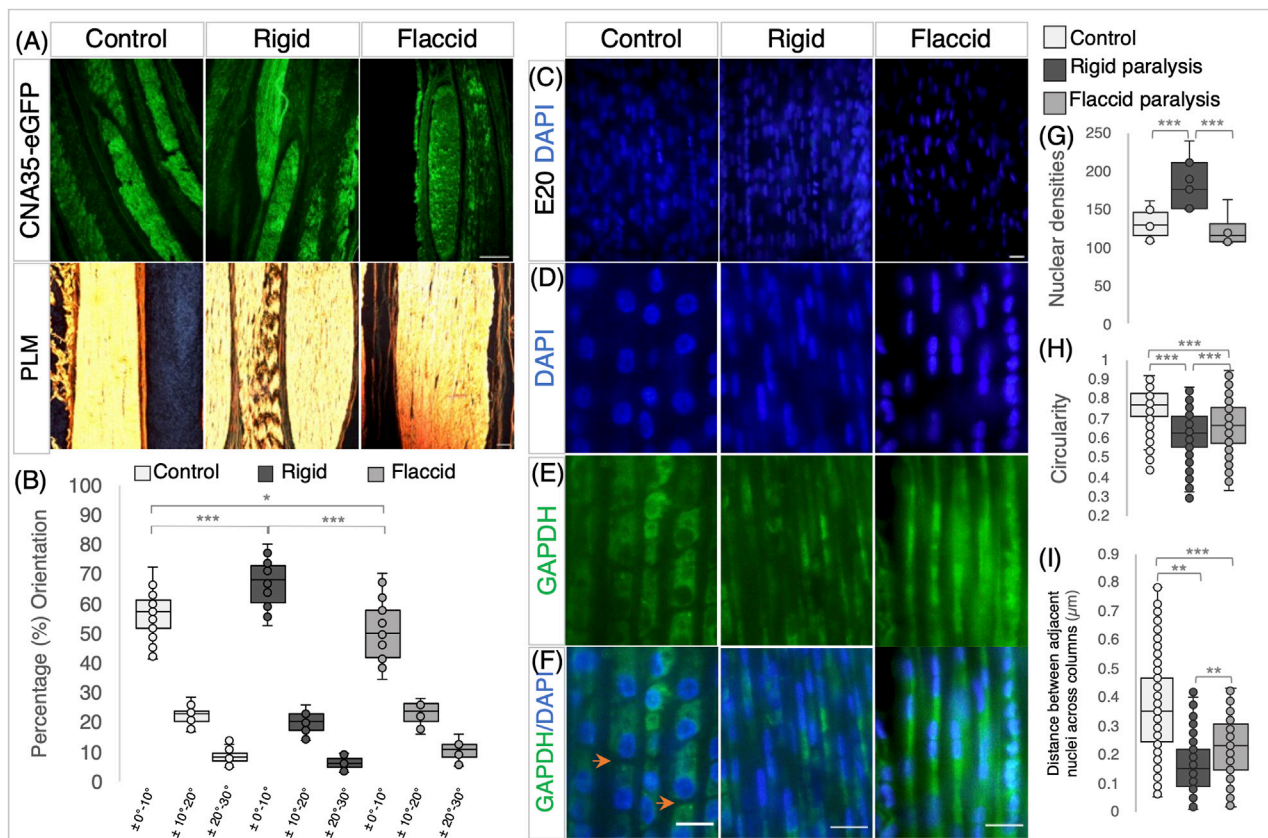 (A)
Control
Rigid
Flaccid
CNA35-eGFP
PLM
(B)
Control
Rigid
Flaccid
Percentage (%) Orientation
100
90
80
70
60
50
40
30
20
10
0
*
***
***
± 0°-10°
± 10°-20°
± 20°-30°
± 0°-10°
± 10°-20°
± 20°-30°
± 0°-10°
± 10°-20°
± 20°-30°
Control
Rigid
Flaccid
(C)
E20 DAPI
(D)
DAPI
(E)
GAPDH
(F)
GAPDH/DAPI
Control
Rigid paralysis
Flaccid paralysis
(G)
Nuclear densities
250
200
150
100
50
0
***
***
(H)
Circularity
1
0.9
0.8
0.7
0.6
0.5
0.4
0.3
0.2
***
***
***
(I)
Distance between adjacent
nuclei across columns (µm)
0.9
0.8
0.7
0.6
0.5
0.4
0.3
0.2
0.1
0
***
**
**